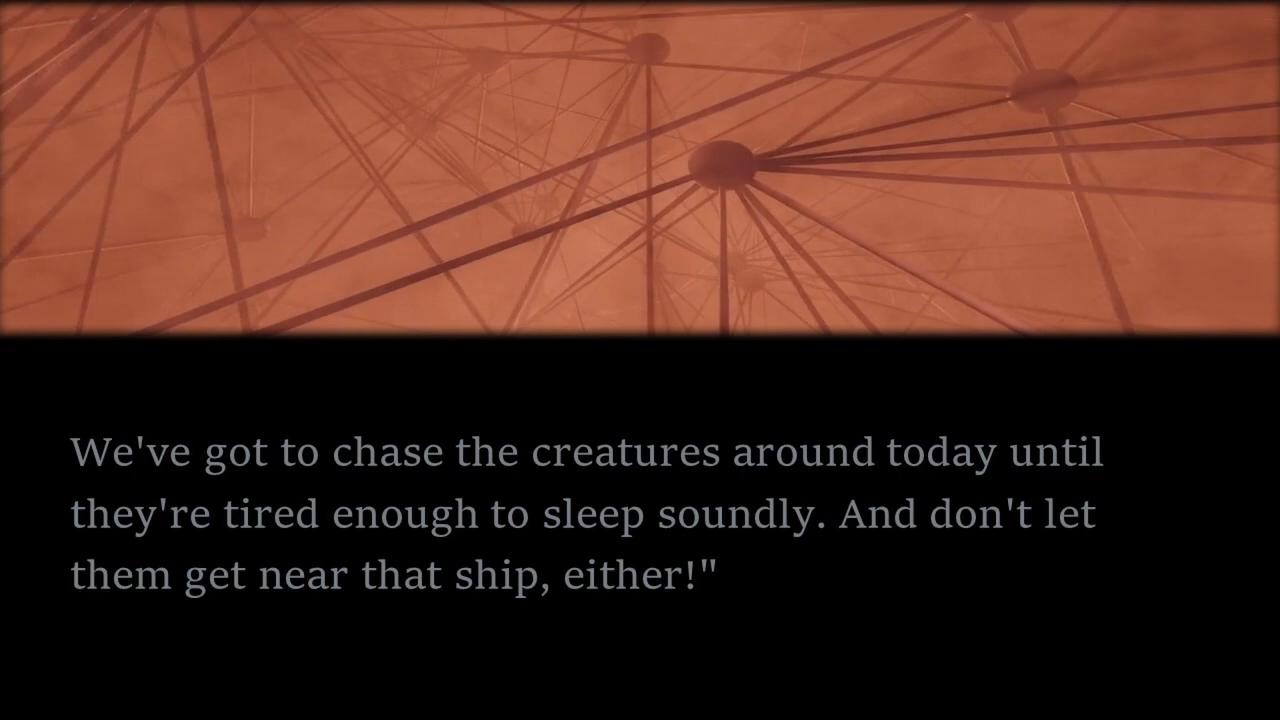 We've got to chase the creatures around today until
they're tired enough to sleep soundly. And don't let
them get near that ship, either!"